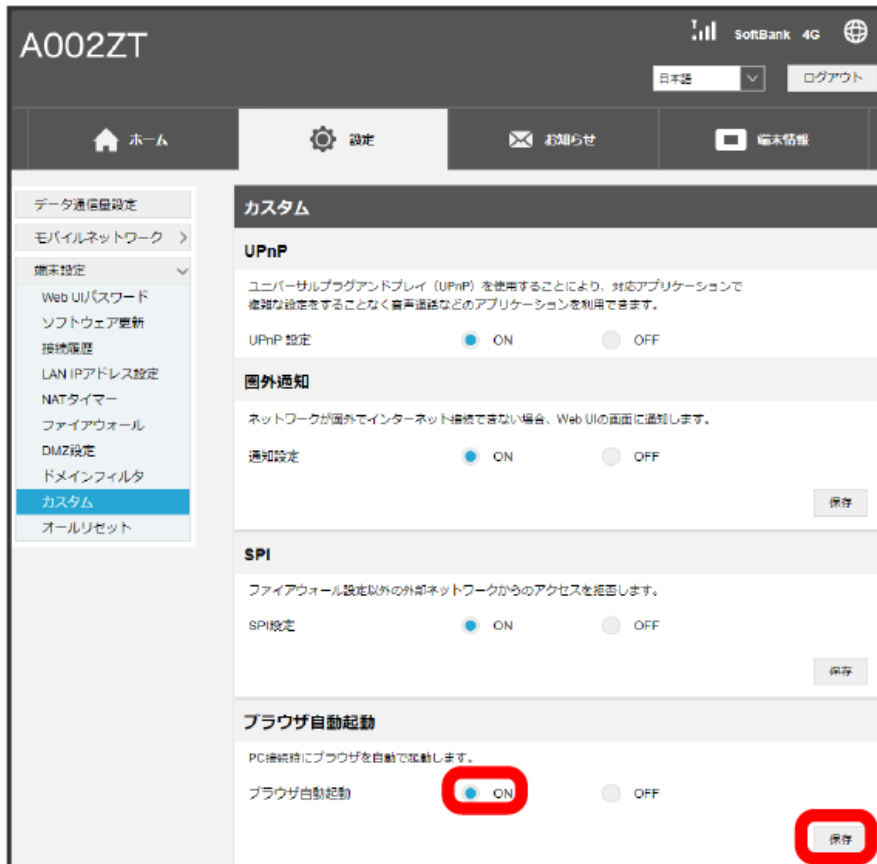 A002ZT
SoftBank 4G
日本語
ログアウト
ホーム
設定
お知らせ
端末情報
データ通信量設定
モバイルネットワーク
端末設定
Web UIパスワード
ソフトウェア更新
接続履歴
LAN IPアドレス設定
NATタイマー
ファイアウォール
DMZ設定
ドメインフィルタ
カスタム
オールリセット
カスタム
UPnP
ユニバーサルプラグアンドプレイ（UPnP）を使用することにより、対応アプリケーションで
複雑な設定をすることなく音声通話などのアプリケーションを利用できます。
UPnP 設定 ON OFF
圏外通知
ネットワークが圏外でインターネット接続できない場合、Web UIの画面に通知します。
通知設定 ON OFF
保存
SPI
ファイアウォール設定以外の外部ネットワークからのアクセスを拒否します。
SPI設定 ON OFF
保存
ブラウザ自動起動
PC接続時にブラウザを自動で起動します。
ブラウザ自動起動 ON OFF
保存